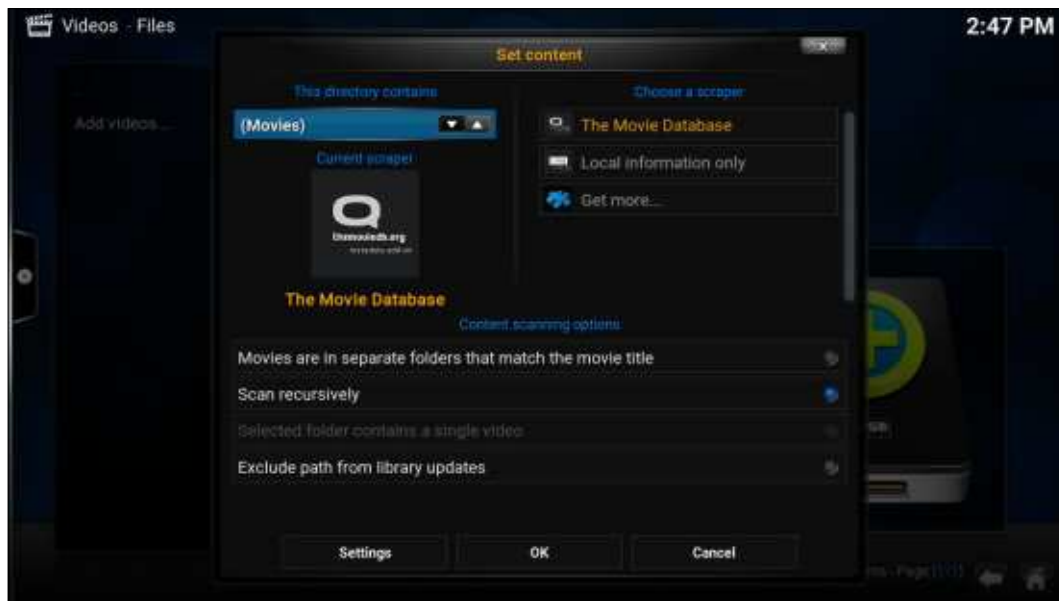 Videos - Files
2:47 PM
Set content
This directory contains
Choose a scraper
Add videos...
(Movies)
The Movie Database
Current scraper
Local information only
Get more...
themoviedb.org
The Movie Database
Content scanning options
Movies are in separate folders that match the movie title
Scan recursively
Selected folder contains a single video
Exclude path from library updates
Settings
OK
Cancel